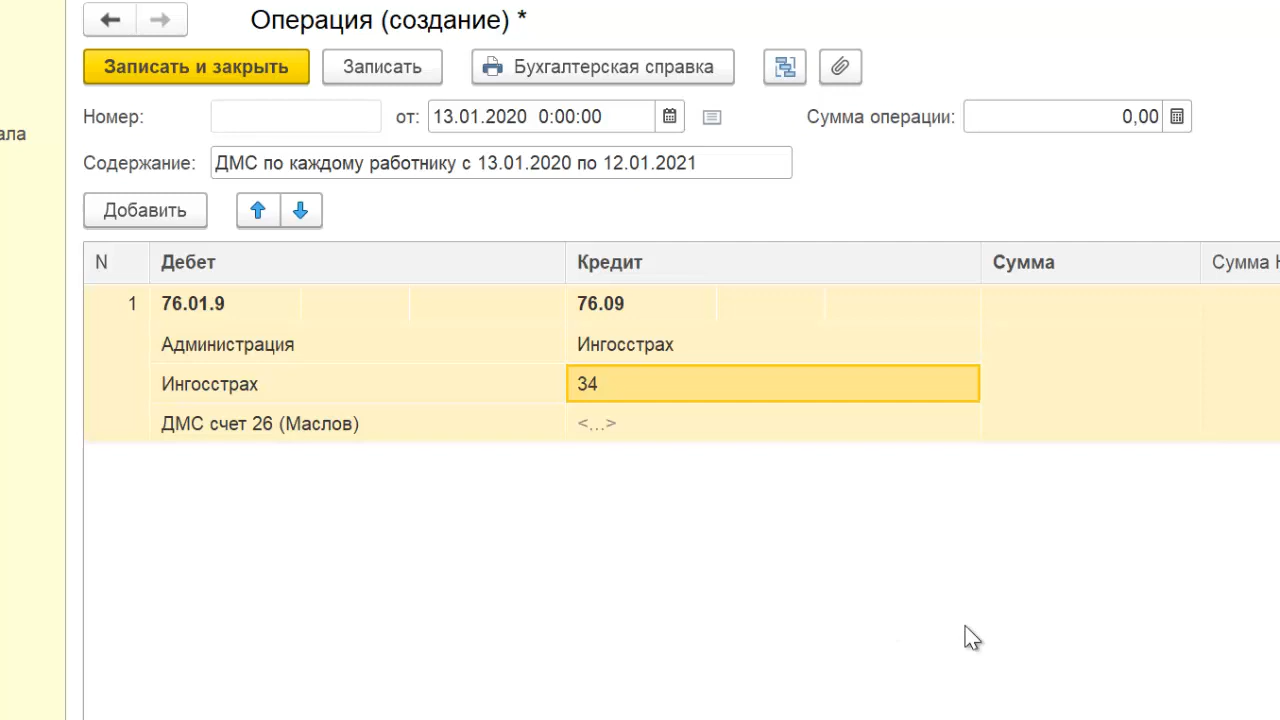 Операция (создание) *
Записать и закрыть Записать Бухгалтерская справка
Номер: от: 13.01.2020 0:00:00 Сумма операции: 0,00
ала
Содержание: ДМС по каждому работнику с 13.01.2020 по 12.01.2021
Добавить
N Дебет Кредит Сумма Сумма
1 76.01.9 76.09
Администрация Ингосстрах
Ингосстрах 34
ДМС счет 26 (Маслов) <...>